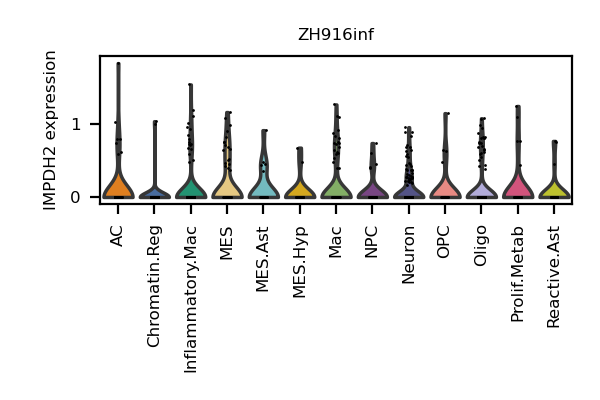 ZH916inf
IMPDH2 expression
1
0
AC
Chromatin.Reg
Inflammatory.Mac
MES
MES.Ast
MES.Hyp
Mac
NPC
Neuron
OPC
Oligo
Prolif.Metab
Reactive.Ast